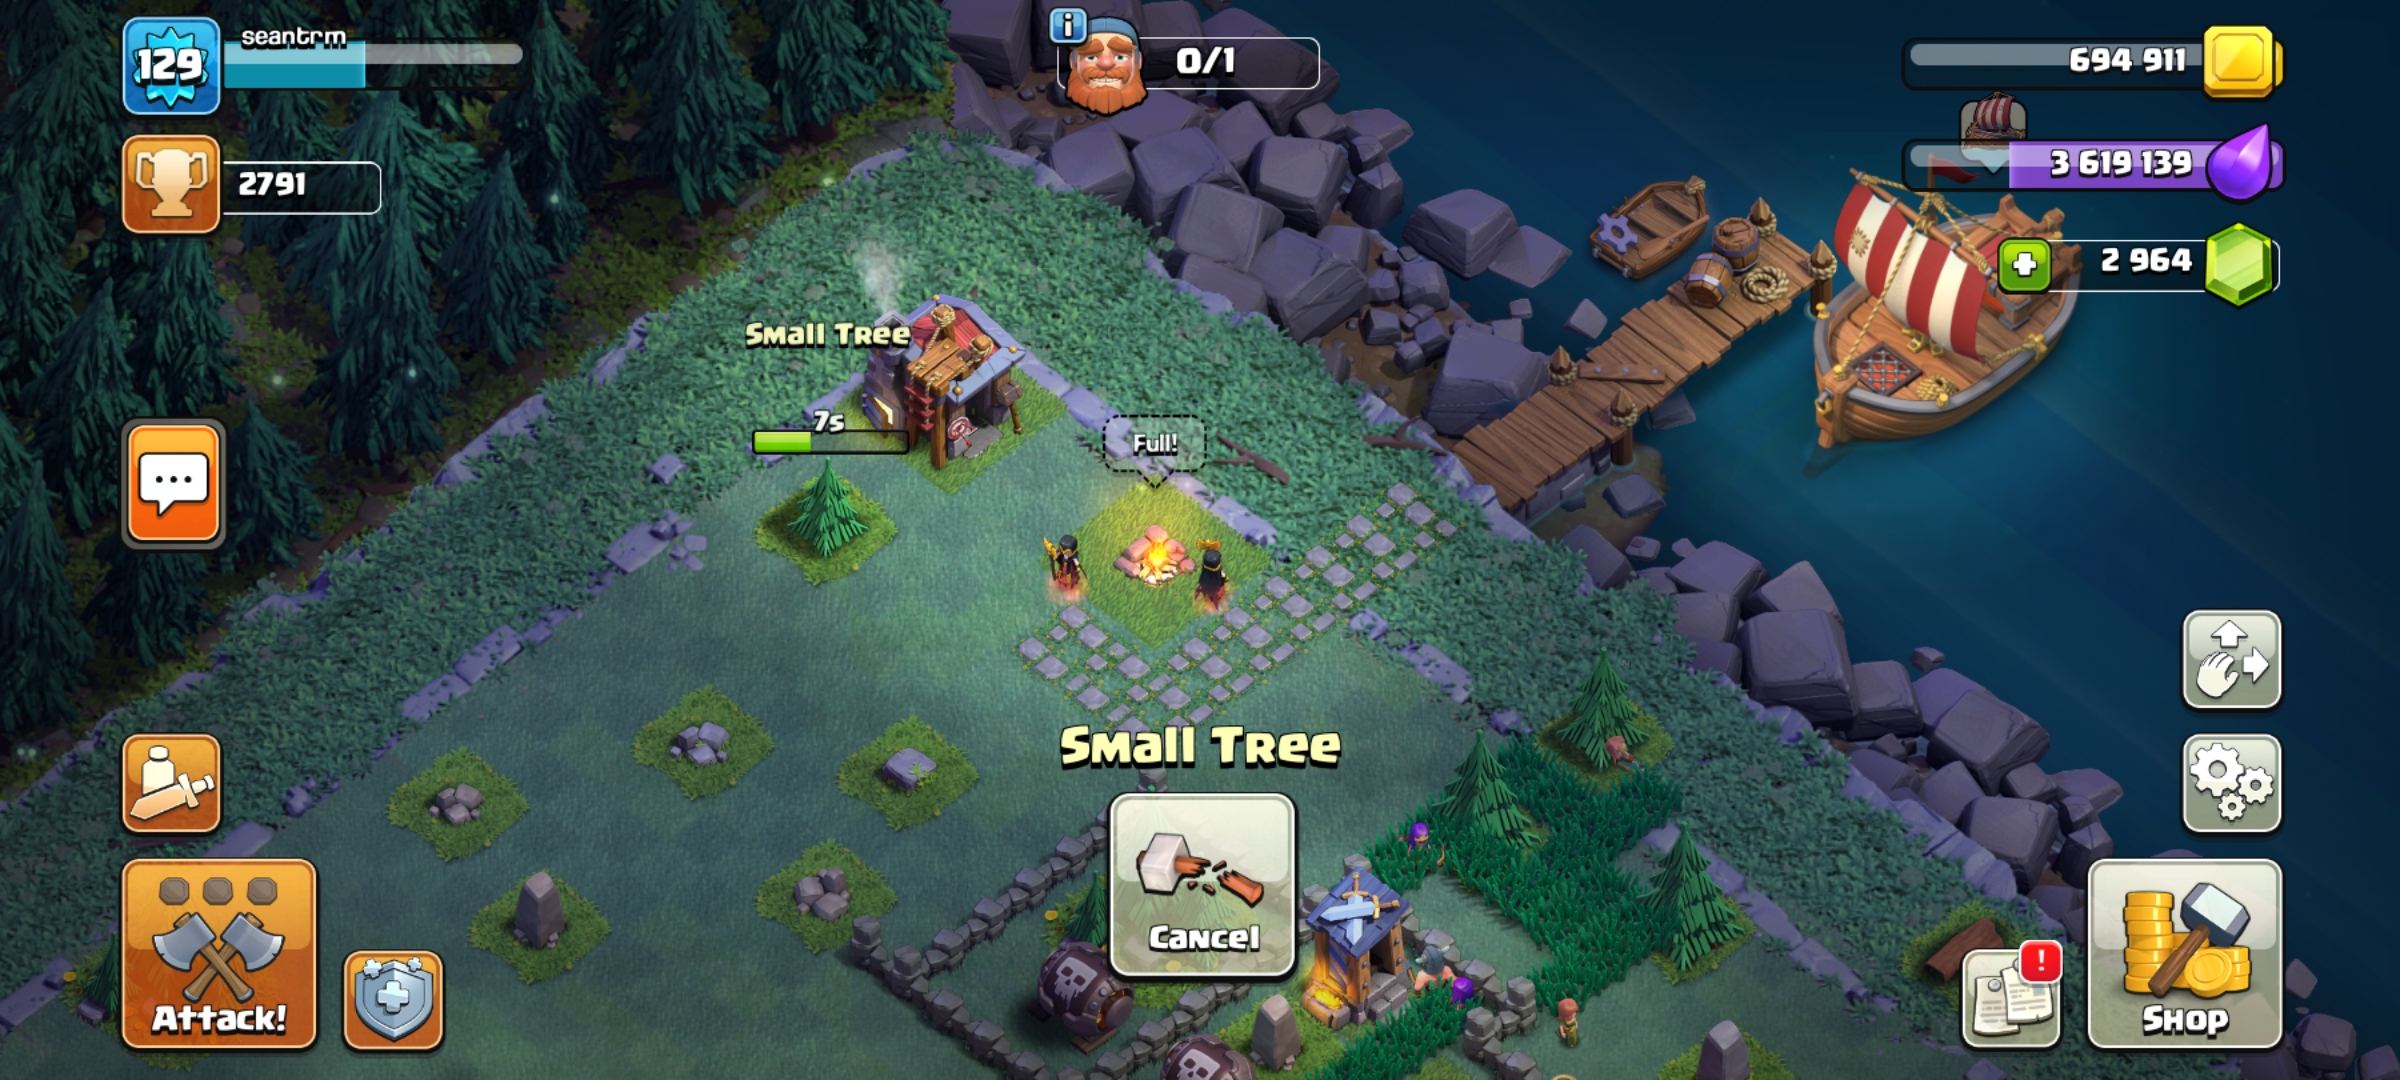 129
seantrm
0/1
694 911
2791
3 619 139
2 964
Small Tree
7s
Full!
Small Tree
Cancel
Attack!
!
Shop